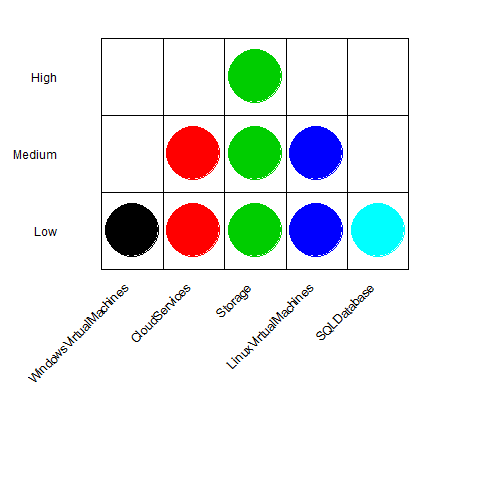 High
Medium
Low
WindowsVirtualMachines
CloudServices
Storage
LinuxVirtualMachines
SQLDatabase